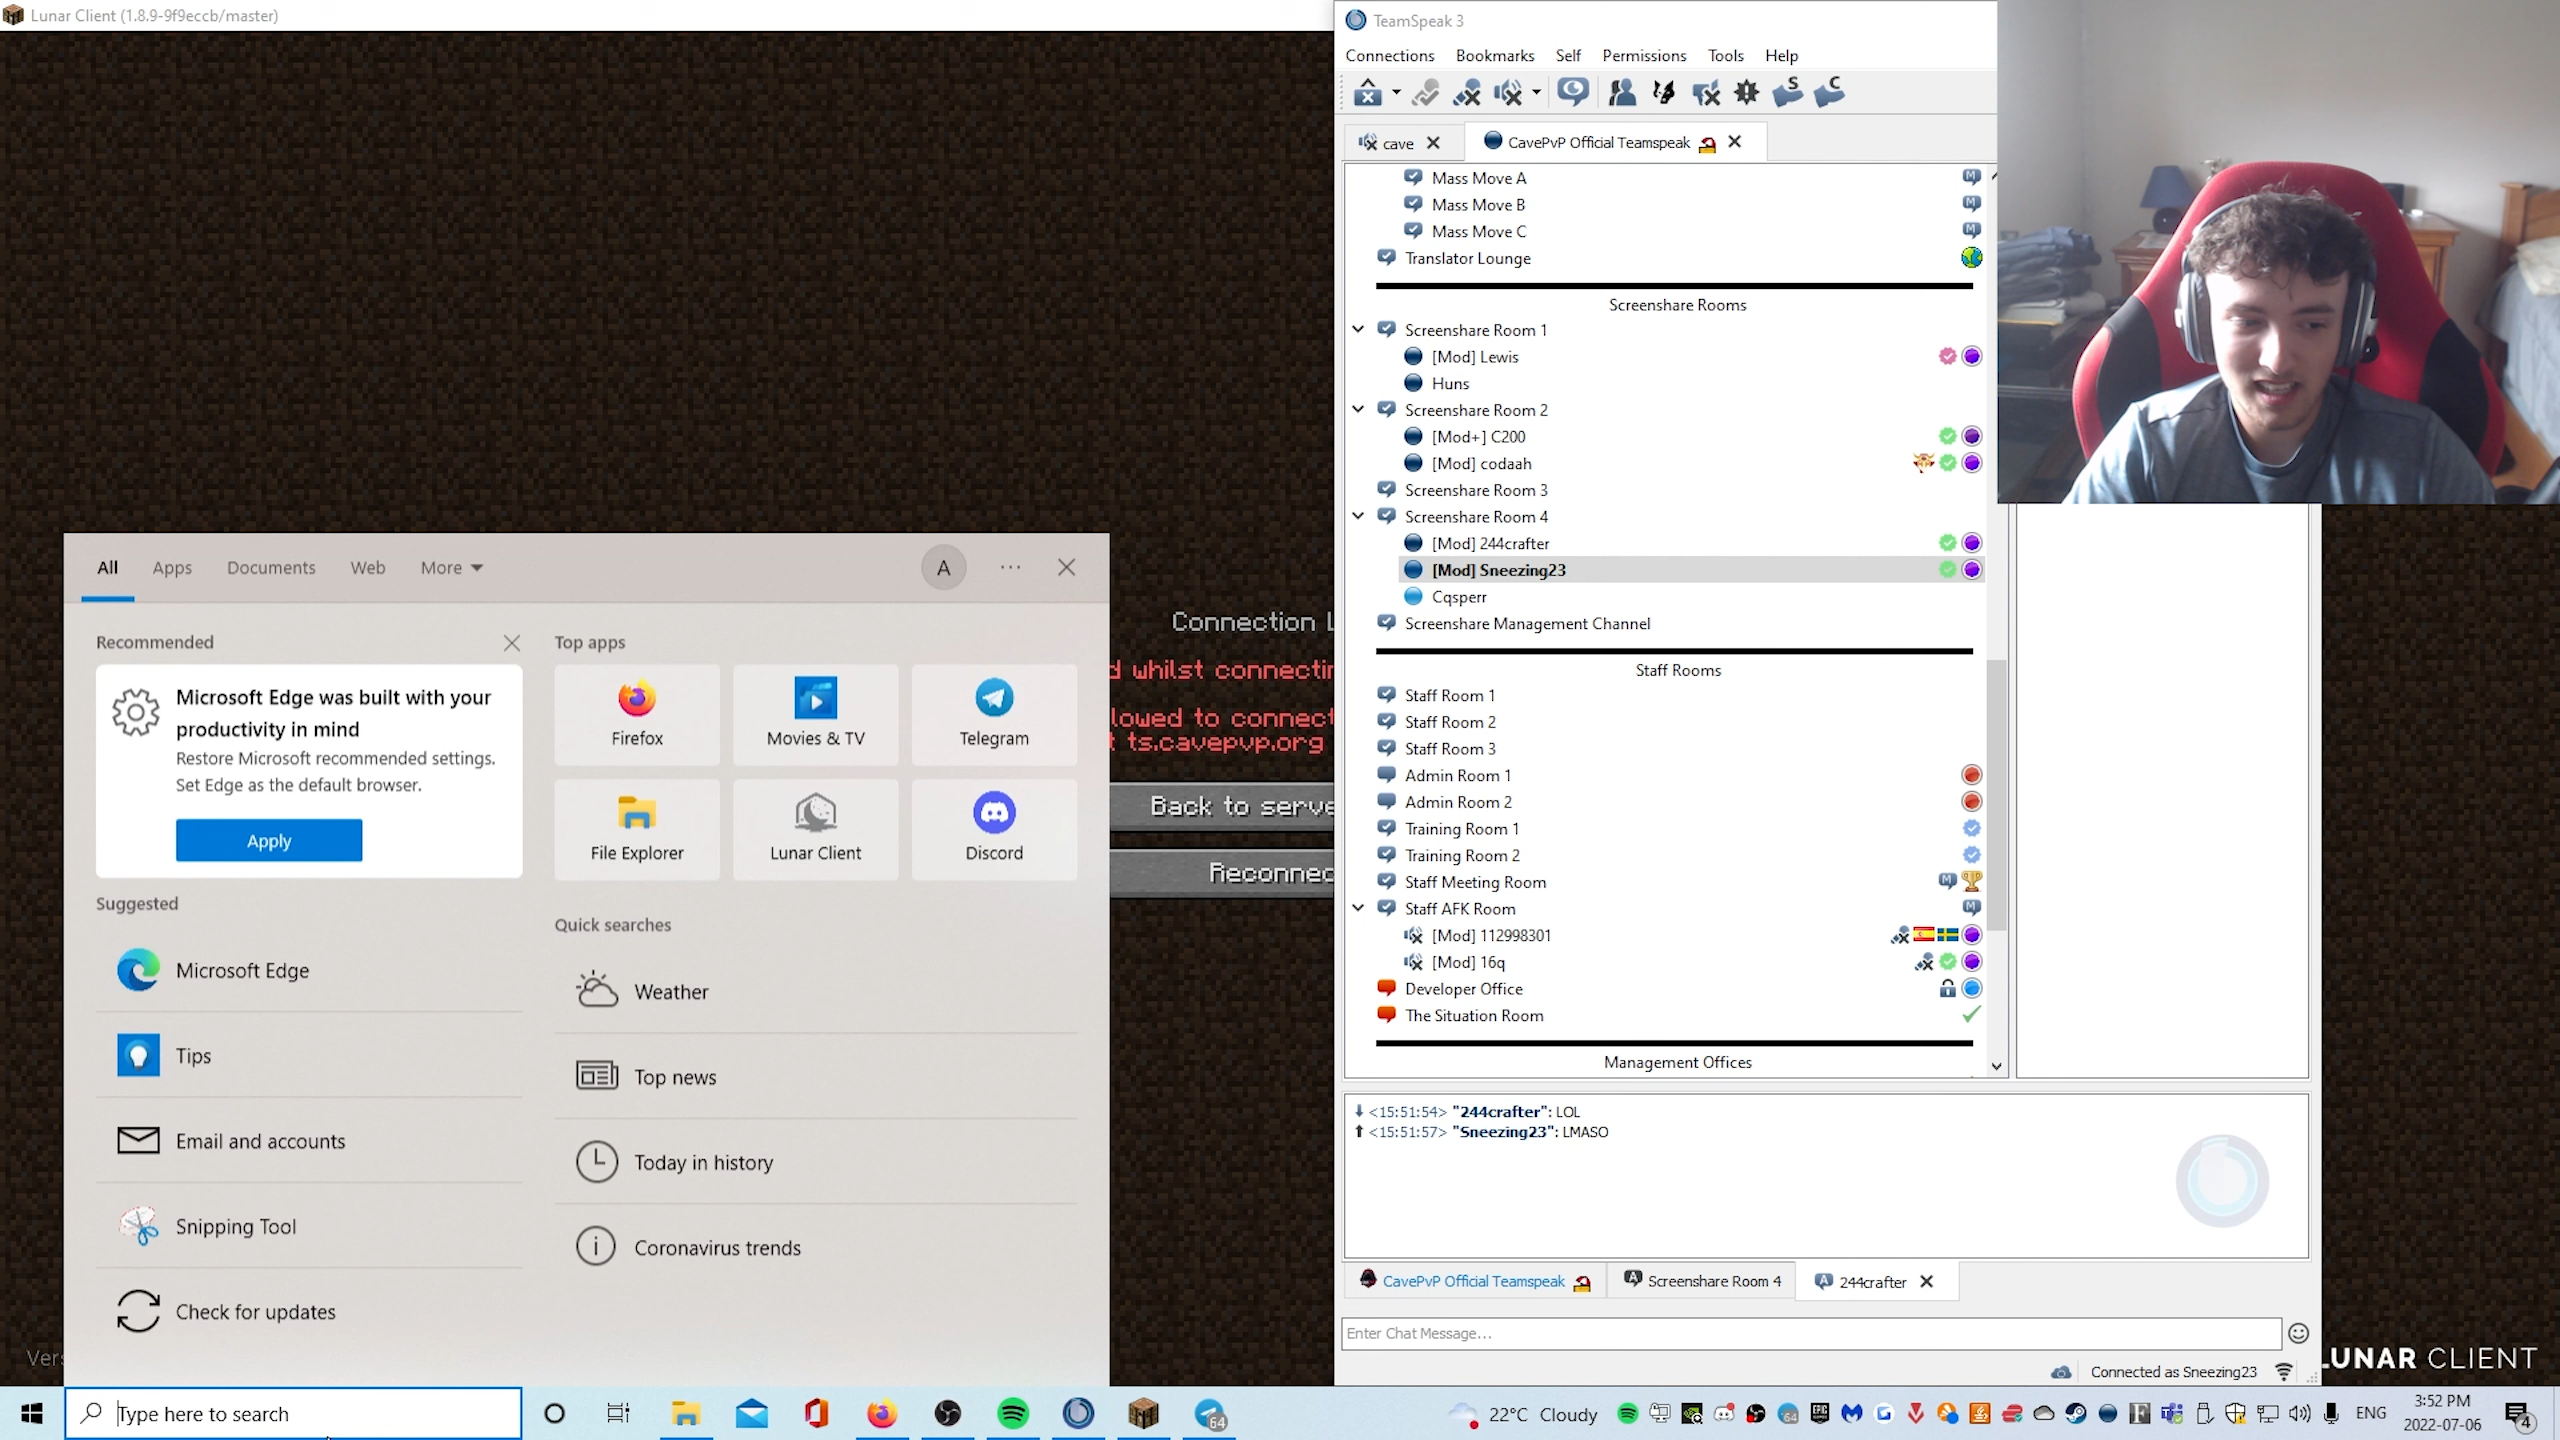 Lunar Client (1.8.9-9f9eccb/master)
TeamSpeak 3
Connections Bookmarks Self Permissions Tools Help
cave
CavePvP Official Teamspeak
Mass Move A
Mass Move B
Mass Move C
Translator Lounge
Screenshare Rooms
Screenshare Room 1
[Mod] Lewis
Huns
Screenshare Room 2
[Mod+] C200
[Mod] codaah
Screenshare Room 3
Screenshare Room 4
[Mod] 244crafter
[Mod] Sneezing23
Cqsperr
Screenshare Management Channel
Staff Rooms
Staff Room 1
Staff Room 2
Staff Room 3
Admin Room 1
Admin Room 2
Training Room 1
Training Room 2
Staff Meeting Room
Staff AFK Room
[Mod] 112998301
[Mod] 16q
Developer Office
The Situation Room
Management Offices
<15:51:54> "244crafter": LOL
<15:51:57> "Sneezing23": LMASO
CavePvP Official Teamspeak
Screenshare Room 4
244crafter
Enter Chat Message...
Connected as Sneezing23
All Apps Documents Web More
A
Recommended
Microsoft Edge was built with your
productivity in mind
Restore Microsoft recommended settings.
Set Edge as the default browser.
Apply
Suggested
Microsoft Edge
Tips
Email and accounts
Snipping Tool
Check for updates
Top apps
Firefox
Movies & TV
Telegram
File Explorer
Lunar Client
Discord
Quick searches
Weather
Top news
Today in history
Coronavirus trends
Connection
whilst
to
ts.cavepvp.org
Back to
LUNAR CLIENT
Type here to search
64
22°C Cloudy
ENG
3:52 PM
2022-07-06
4